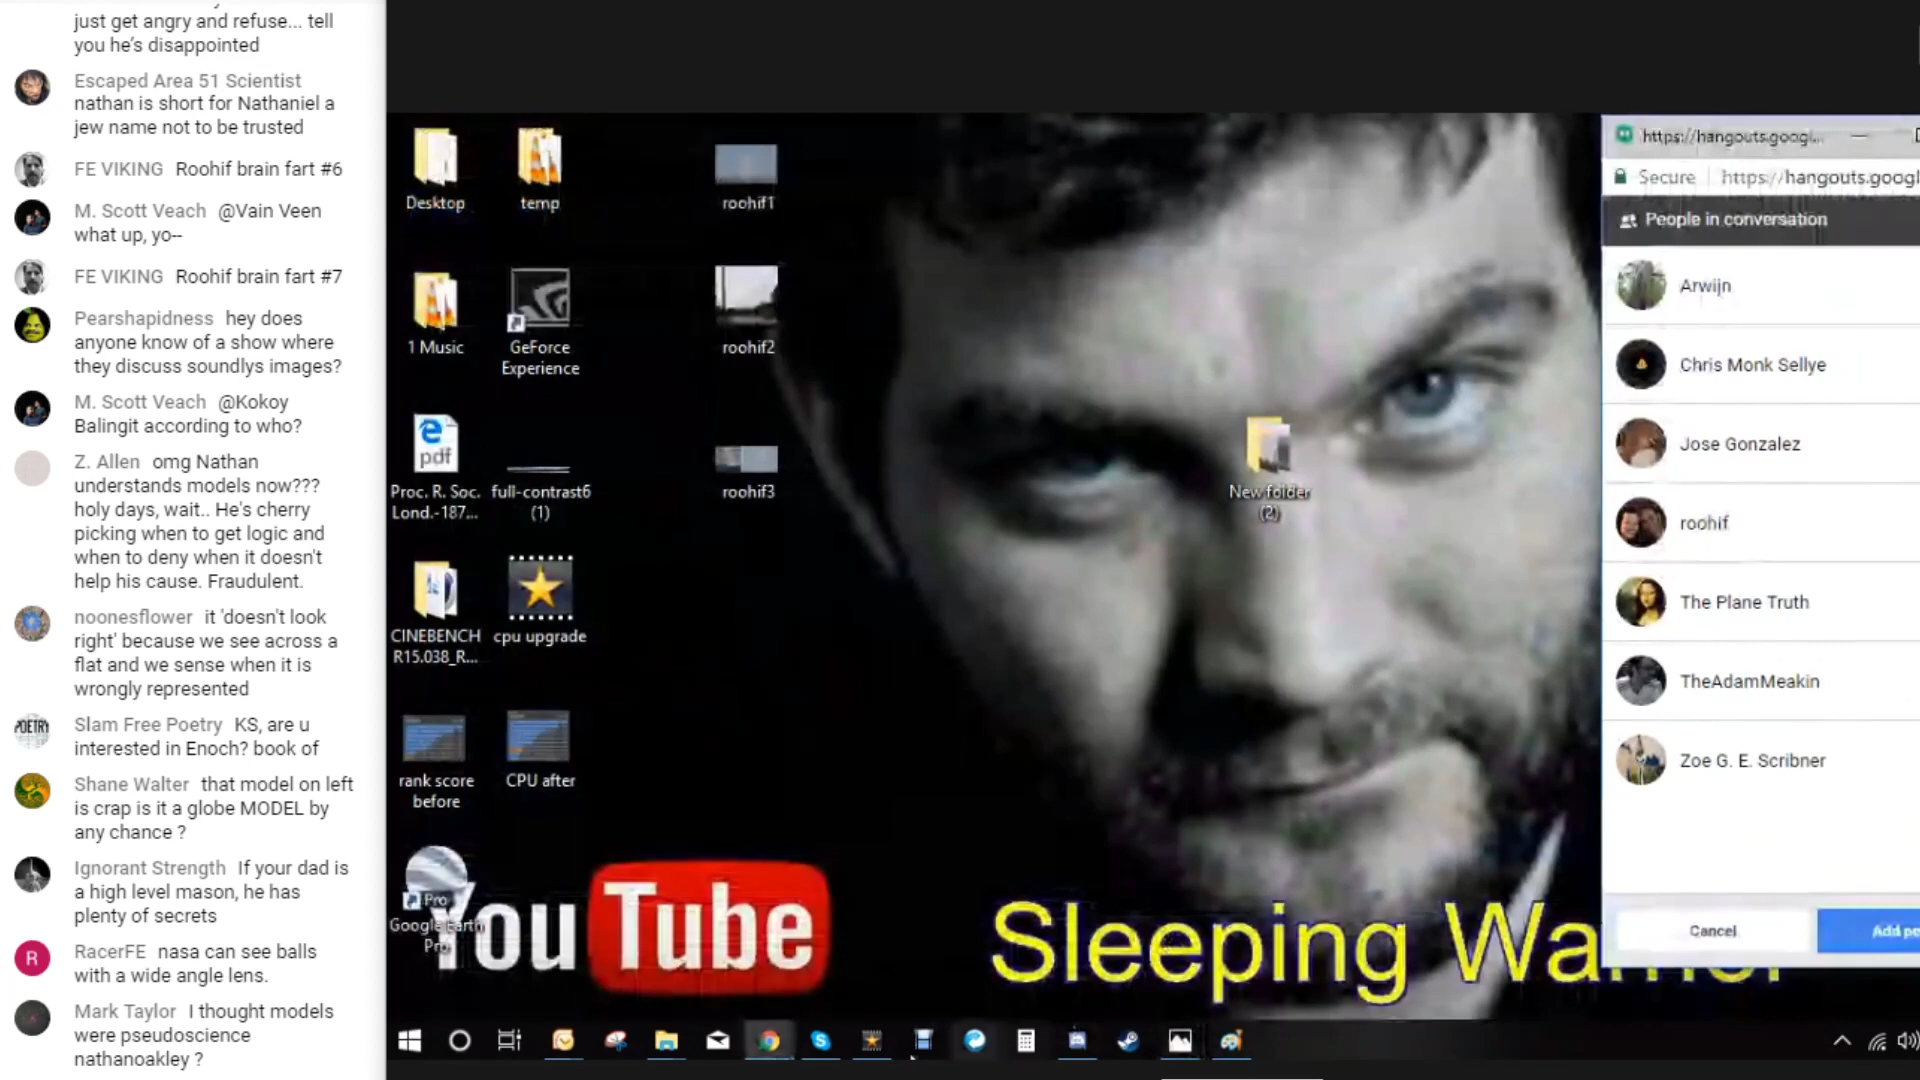 just get angry and refuse... tell
you he's disappointed
Escaped Area 51 Scientist
nathan is short for Nathaniel a
jew name not to be trusted
FE VIKING Roohif brain fart #6
M. Scott Veach @Vain Veen
what up, yo--
FE VIKING Roohif brain fart #7
Pearshapidness hey does
anyone know of a show where
they discuss soundlys images?
M. Scott Veach @Kokoy
Balingit according to who?
Z. Allen omg Nathan
understands models now???
holy days, wait.. He's cherry
picking when to get logic and
when to deny when it doesn't
help his cause. Fraudulent.
noonesflower it 'doesn't look
right' because we see across a
flat and we sense when it is
wrongly represented
POETRY
Slam Free Poetry KS, are u
interested in Enoch? book of
Shane Walter that model on left
is crap is it a globe MODEL by
any chance ?
Ignorant Strength If your dad is
a high level mason, he has
plenty of secrets
R
RacerFE nasa can see balls
with a wide angle lens.
Mark Taylor I thought models
were pseudoscience
nathanoakley ?
Desktop
temp
roohif1
1 Music
GeForce
Experience
roohif2
pdf
Proc. R. Soc.
Lond.-187...
full-contrast6
(1)
roohif3
New folder
(2)
CINEBENCH
R15.038_R...
cpu upgrade
rank score
before
CPU after
Pro
Google Earth
Pro
YouTube
Sleeping Warrior
https://hangouts.googl...
Secure https://hangouts.googl
People in conversation
Arwijn
Chris Monk Sellye
Jose Gonzalez
roohif
The Plane Truth
TheAdamMeakin
Zoe G. E. Scribner
Cancel
Add pe